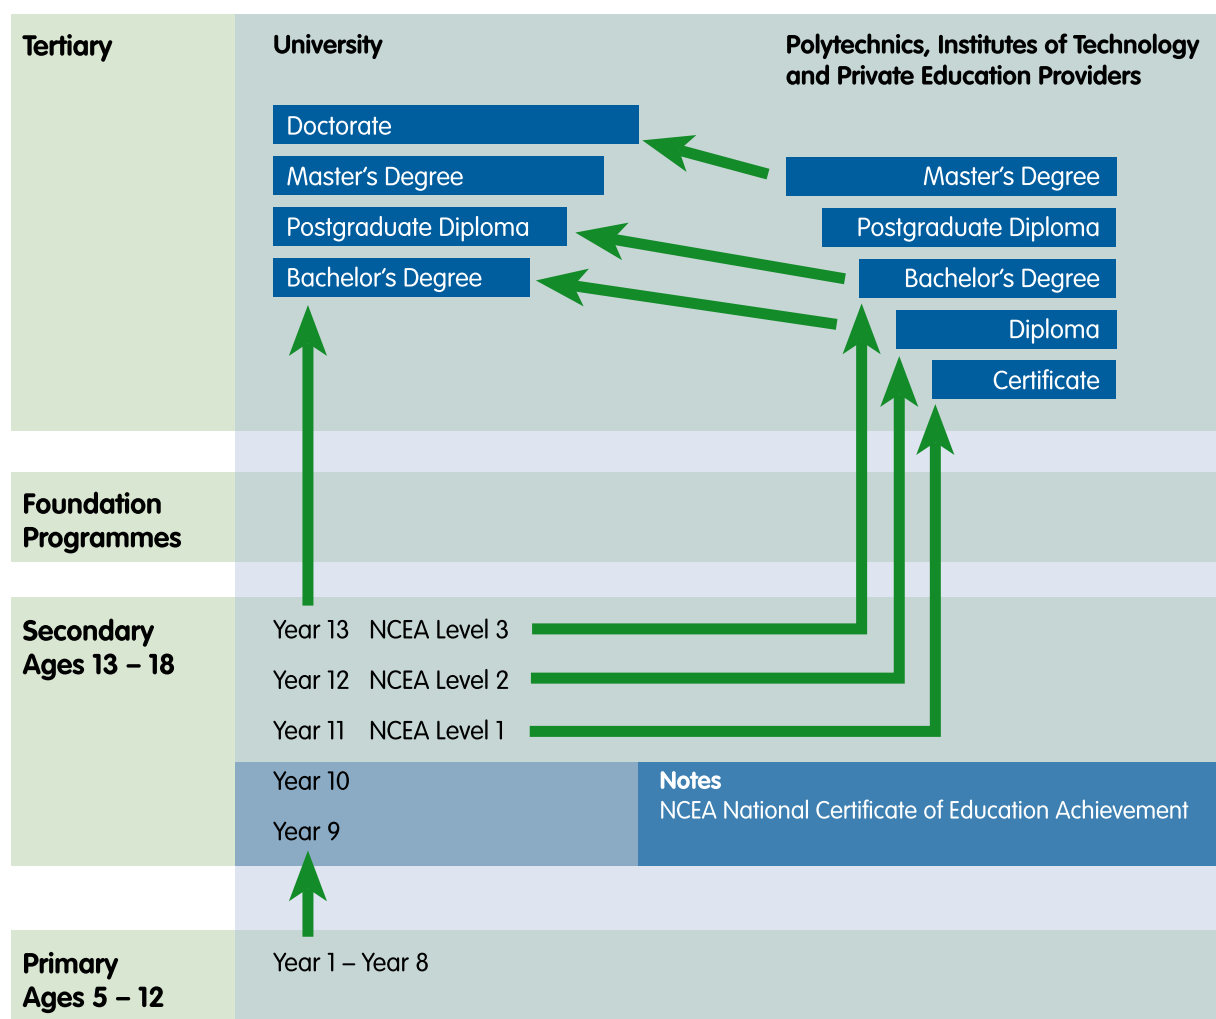 Tertiary
University
Polytechnics, Institutes of Technology
and Private Education Providers
Doctorate
Master's Degree
Postgraduate Diploma
Bachelor's Degree
Master's Degree
Postgraduate Diploma
Bachelor's Degree
Diploma
Certificate
Foundation
Programmes
Secondary
Ages 13 – 18
Year 13 NCEA Level 3
Year 12 NCEA Level 2
Year 11 NCEA Level 1
Year 10
Year 9
Notes
NCEA National Certificate of Education Achievement
Primary
Ages 5 – 12
Year 1 – Year 8